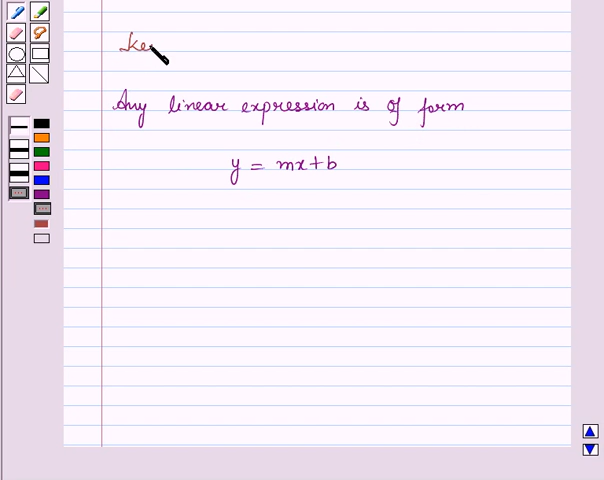 Ke
Any linear expression is of form
y = mx+b